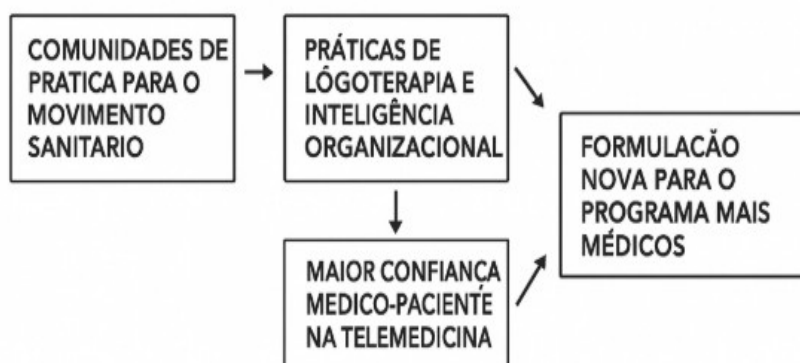 COMUNIDADES DE
PRATICA PARA O
MOVIMENTO
SANITARIO
PRÁTICAS DE
LÓGOTERAPIA E
INTELIGÊNCIA
ORGANIZACIONAL
MAIOR CONFIANÇA
MEDICO-PACIENTE
NA TELEMEDICINA
FORMULACĂO
NOVA PARA O
PROGRAMA MAIS
MÉDICOS